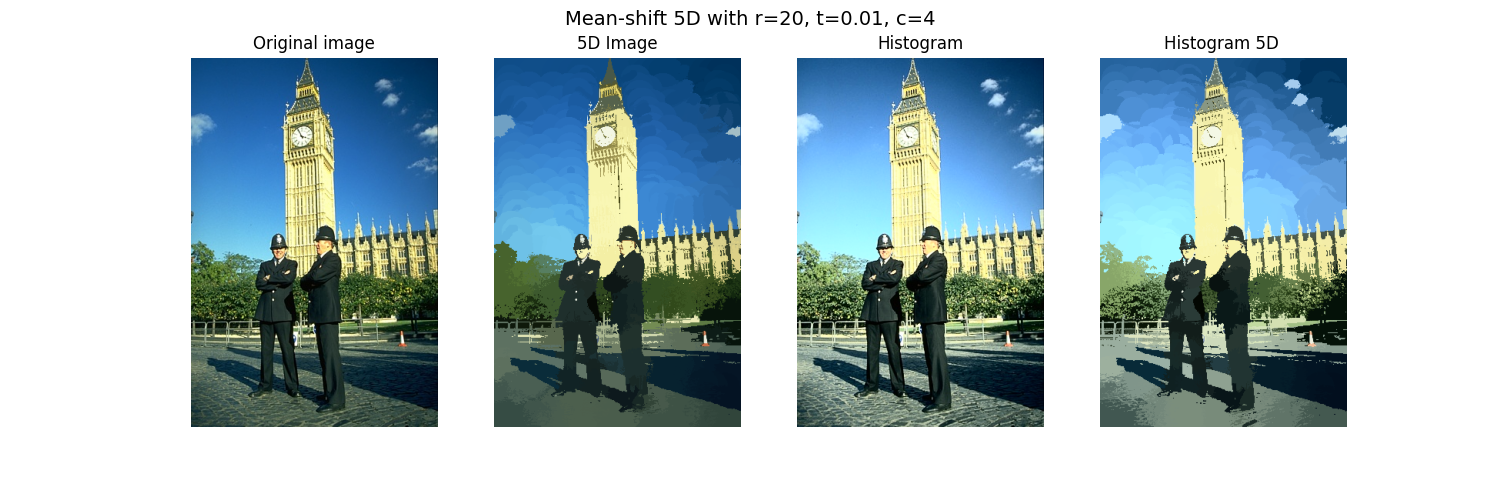 Mean-shift 5D with r=20, t=0.01, c=4
Original image
5D Image
Histogram
Histogram 5D